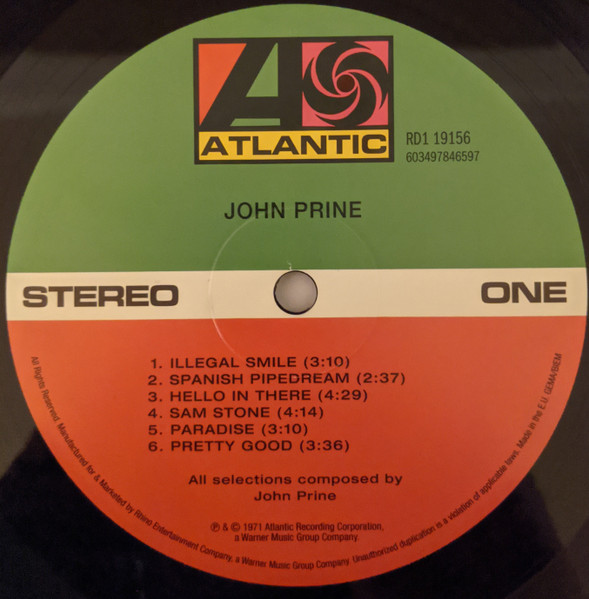 ATLANTIC
RD1 19156
603497846597
JOHN PRINE
STEREO
ONE
1. ILLEGAL SMILE (3:10)
2. SPANISH PIPEDREAM (2:37)
3. HELLO IN THERE (4:29)
4. SAM STONE (4:14)
5. PARADISE (3:10)
6. PRETTY GOOD (3:36)
All selections composed by
John Prine
℗ & © 1971 Atlantic Recording Corporation,
a Warner Music Group Company.
All Rights Reserved. Manufactured for & Marketed by Rhino Entertainment Company, a Warner Music Group Company. Unauthorized duplication is a violation of applicable laws. Made in the E.U. GEMA/BIEM